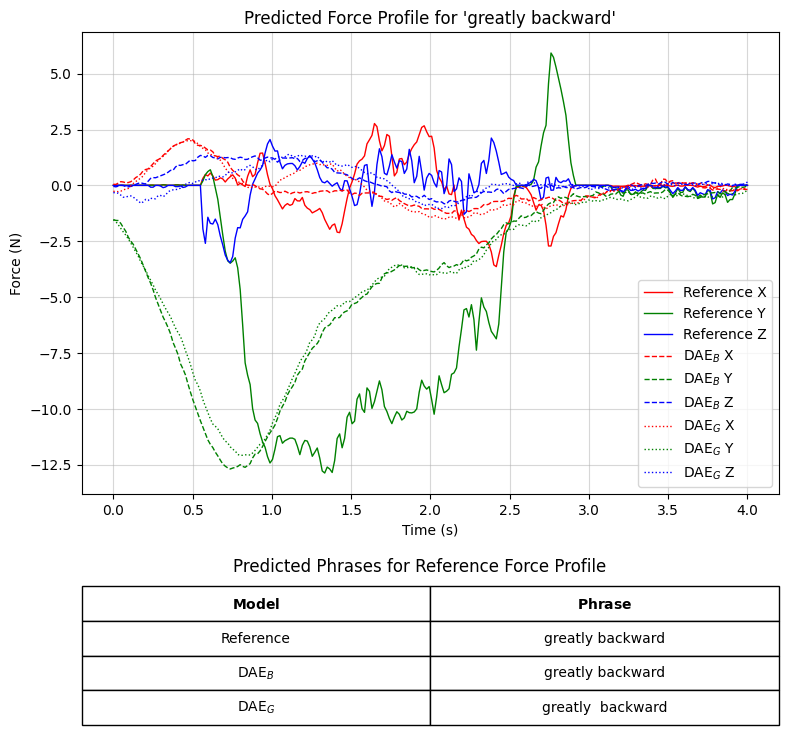 Predicted Force Profile for 'greatly backward'
5.0
2.5
0.0
−2.5
−5.0
−7.5
−10.0
−12.5
Force (N)
Reference X
Reference Y
Reference Z
DAE_B X
DAE_B Y
DAE_B Z
DAE_G X
DAE_G Y
DAE_G Z
0.0 0.5 1.0 1.5 2.0 2.5 3.0 3.5 4.0
Time (s)
Predicted Phrases for Reference Force Profile
Model Phrase
Reference greatly backward
DAE_B greatly backward
DAE_G greatly  backward